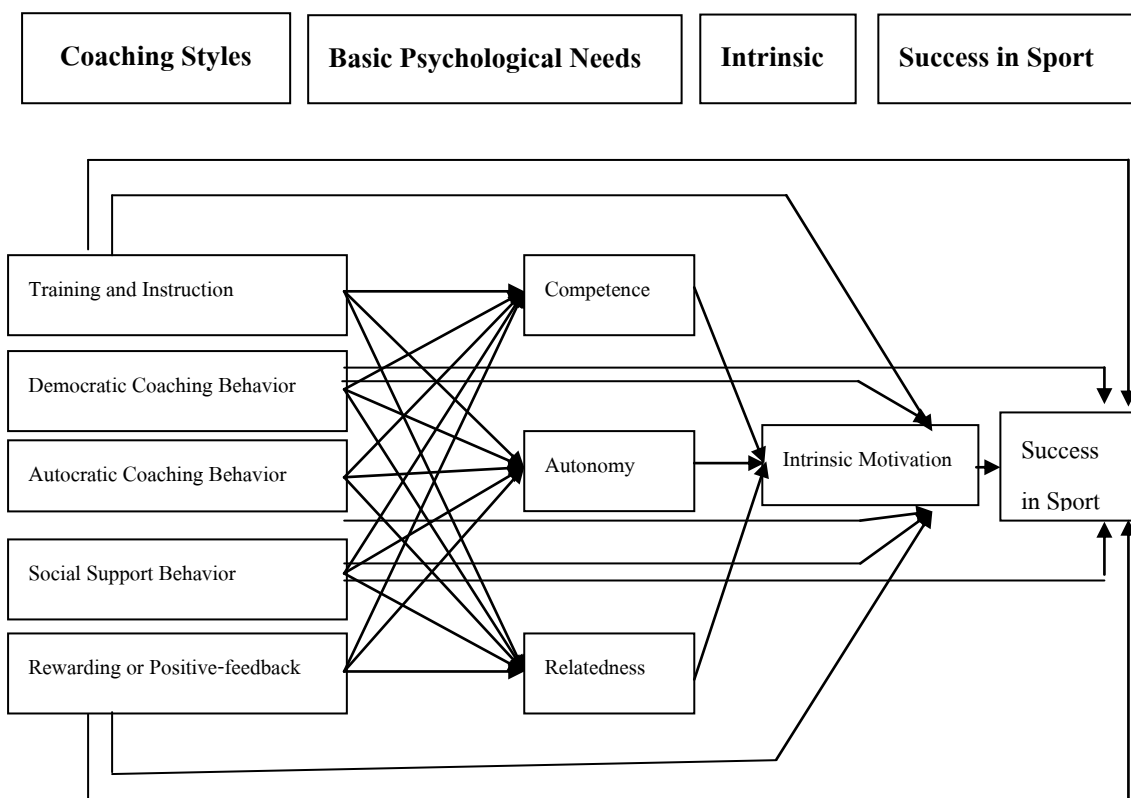 Coaching Styles
Basic Psychological Needs
Intrinsic
Success in Sport
Training and Instruction
Democratic Coaching Behavior
Autocratic Coaching Behavior
Social Support Behavior
Rewarding or Positive-feedback
Competence
Autonomy
Relatedness
Intrinsic Motivation
Success
in Sport